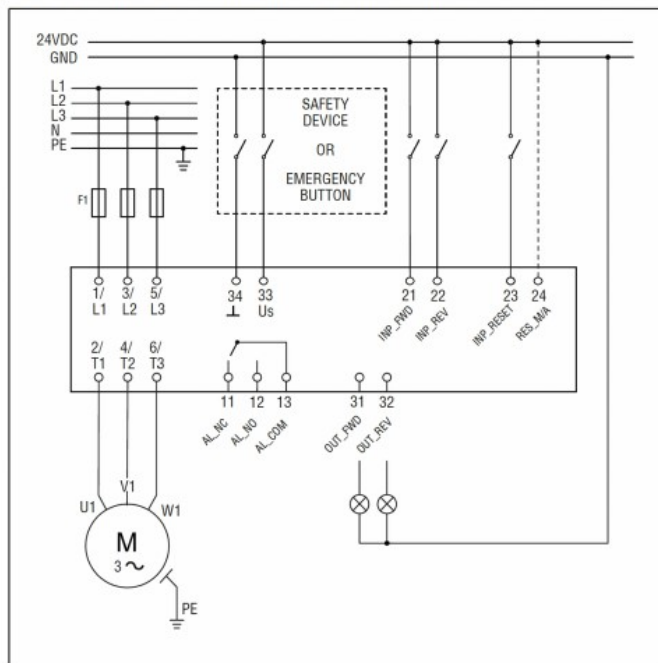 24VDC
GND
L1
L2
L3
N
PE
SAFETY
DEVICE
OR
EMERGENCY
BUTTON
F1
1/
L1
3/
L2
5/
L3
34
⊥
33
Us
21
INP_FWD
22
INP_REV
23
INP_RESET
24
RES_M/A
2/
T1
4/
T2
6/
T3
11
AL_NC
12
AL_NO
13
AL_COM
31
OUT_FWD
32
OUT_REV
U1
V1
W1
M
3 ~
PE